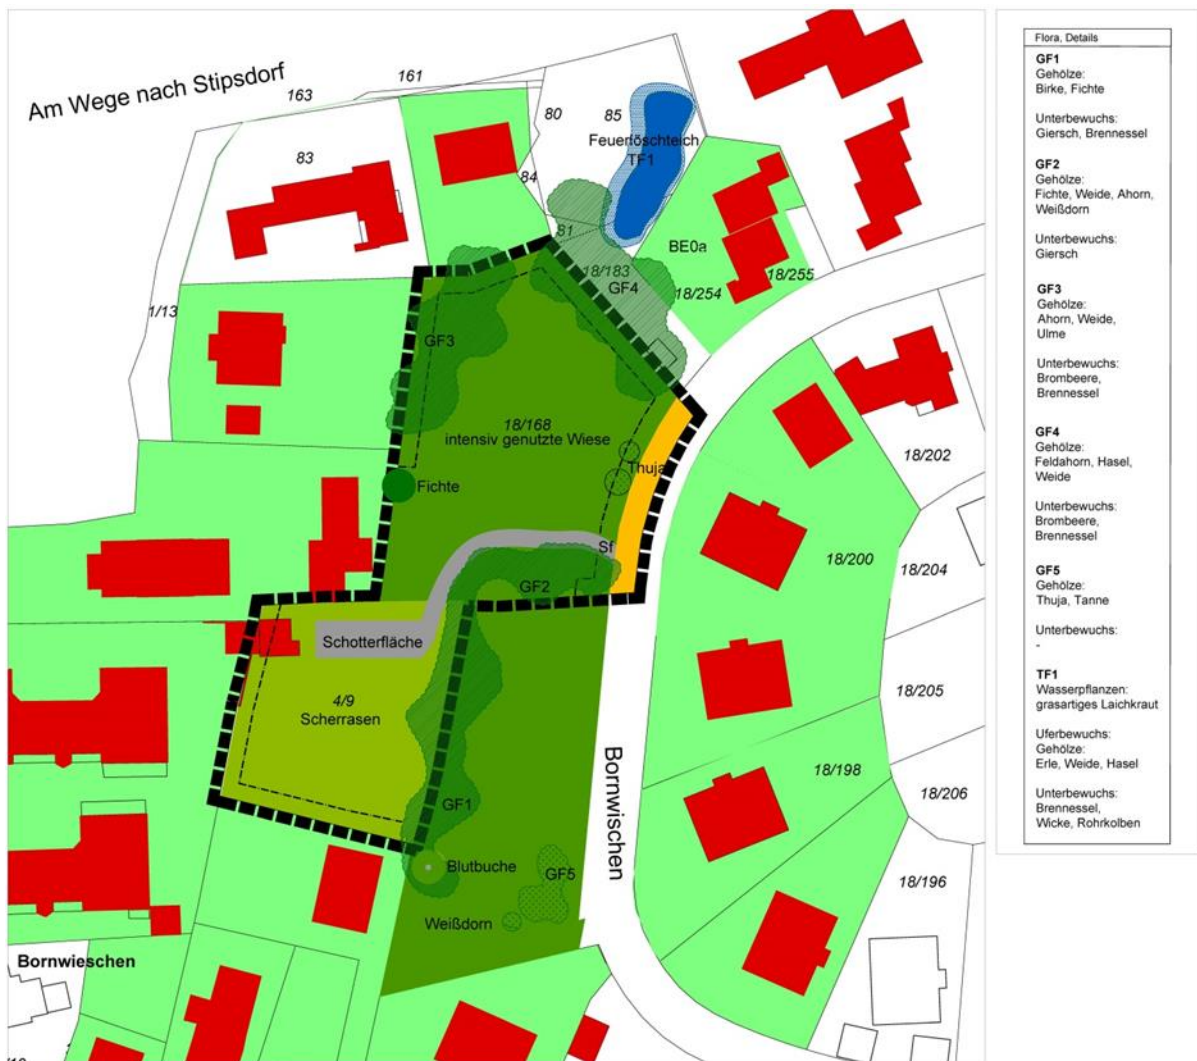 Am Wege nach Stipsdorf
163
161
83
80
85
Feuerlöschteich
TF1
84
81
BE0a
18/183
GF4
18/254
18/255
1/13
GF3
18/168
intensiv genutzte Wiese
Thuja
Fichte
18/202
Sf
18/200
18/204
GF2
Schotterfläche
4/9
Scherrasen
18/205
Bornwischen
18/198
18/206
GF1
Blutbuche
GF5
18/196
Weißdorn
Bornwieschen
Flora, Details
GF1
Gehölze:
Birke, Fichte
Unterbewuchs:
Giersch, Brennessel
GF2
Gehölze:
Fichte, Weide, Ahorn,
Weißdorn
Unterbewuchs:
Giersch
GF3
Gehölze:
Ahorn, Weide,
Ulme
Unterbewuchs:
Brombeere,
Brennessel
GF4
Gehölze:
Feldahorn, Hasel,
Weide
Unterbewuchs:
Brombeere,
Brennessel
GF5
Gehölze:
Thuja, Tanne
Unterbewuchs:
-
TF1
Wasserpflanzen:
grasartiges Laichkraut
Uferbewuchs:
Gehölze:
Erle, Weide, Hasel
Unterbewuchs:
Brennessel,
Wicke, Rohrkolben